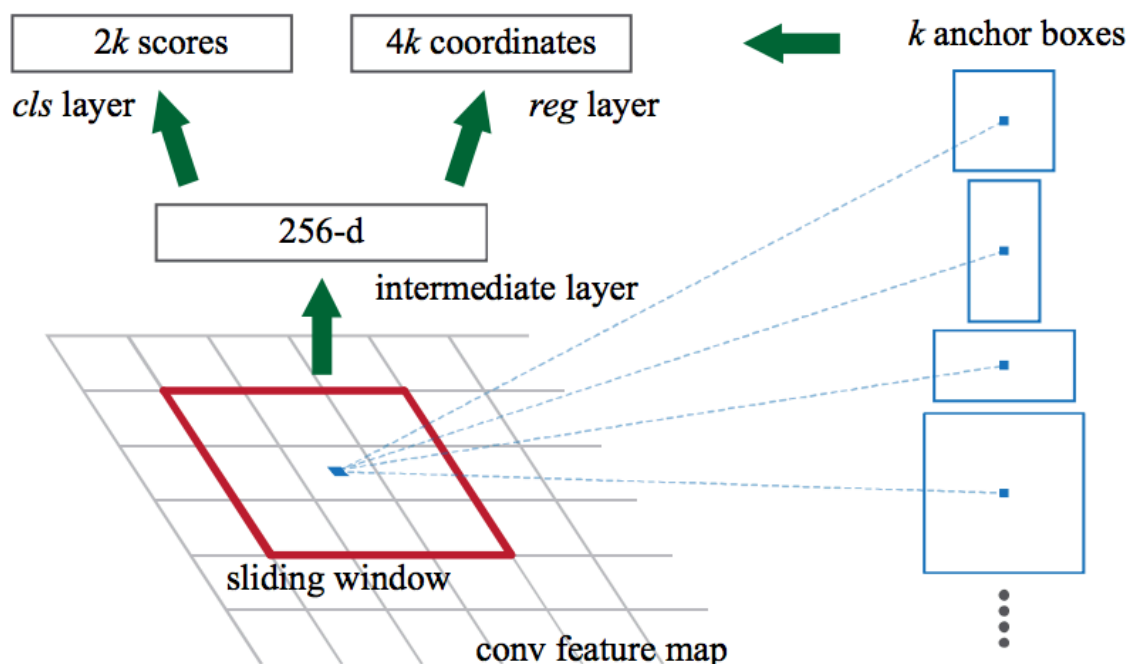 2k scores
4k coordinates
k anchor boxes
cls layer
reg layer
256-d
intermediate layer
sliding window
conv feature map